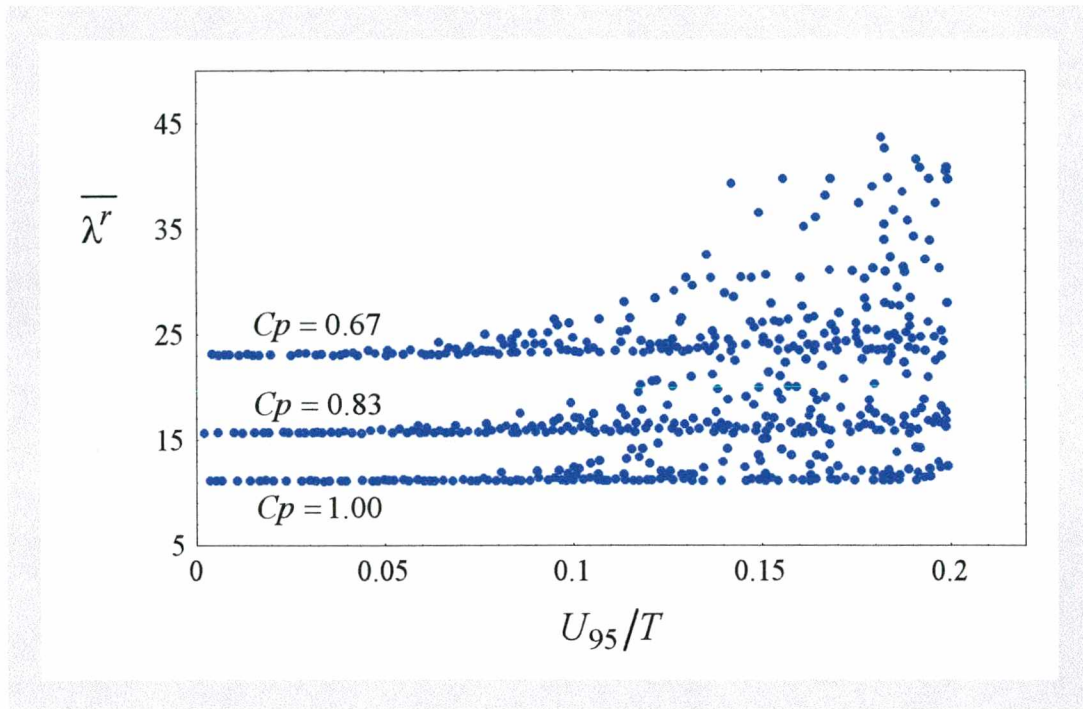 45
35
25
15
5
λ^r
Cp = 0.67
Cp = 0.83
Cp = 1.00
0 0.05 0.1 0.15 0.2
U₉₅/T